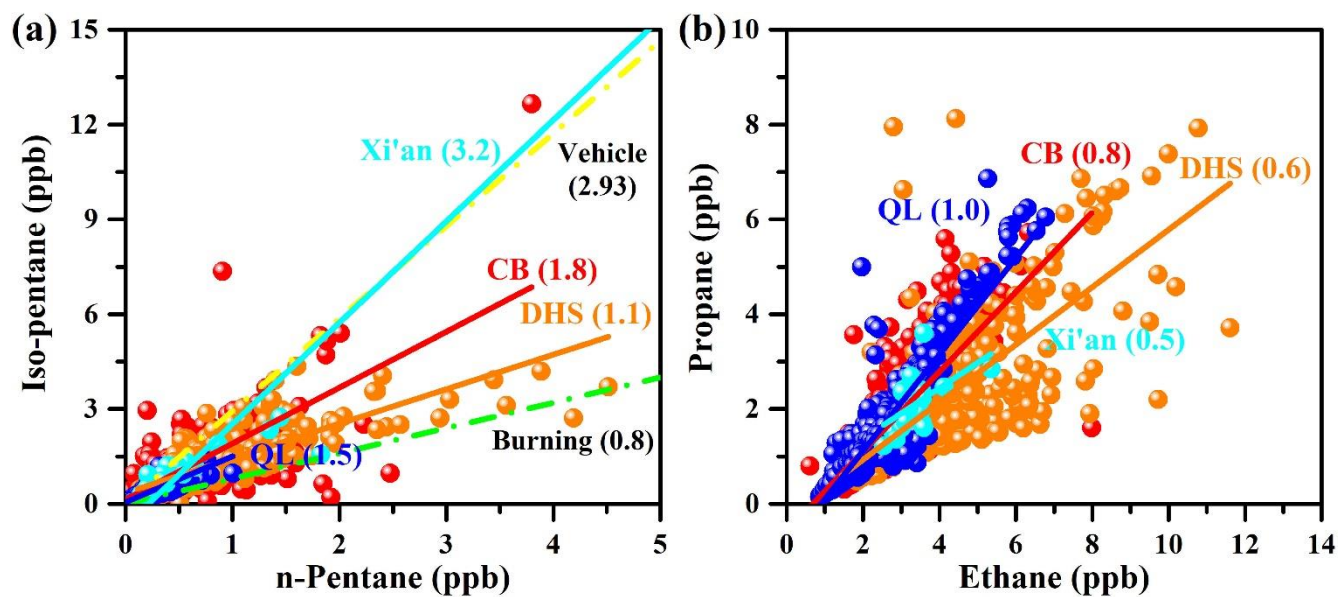 (a)
15
12
9
6
3
0
Iso-pentane (ppb)
Xi'an (3.2)
Vehicle
(2.93)
CB (1.8)
DHS (1.1)
QL (1.5)
Burning (0.8)
0 1 2 3 4 5
n-Pentane (ppb)
(b)
10
8
6
4
2
0
Propane (ppb)
CB (0.8)
DHS (0.6)
QL (1.0)
Xi'an (0.5)
0 2 4 6 8 10 12 14
Ethane (ppb)